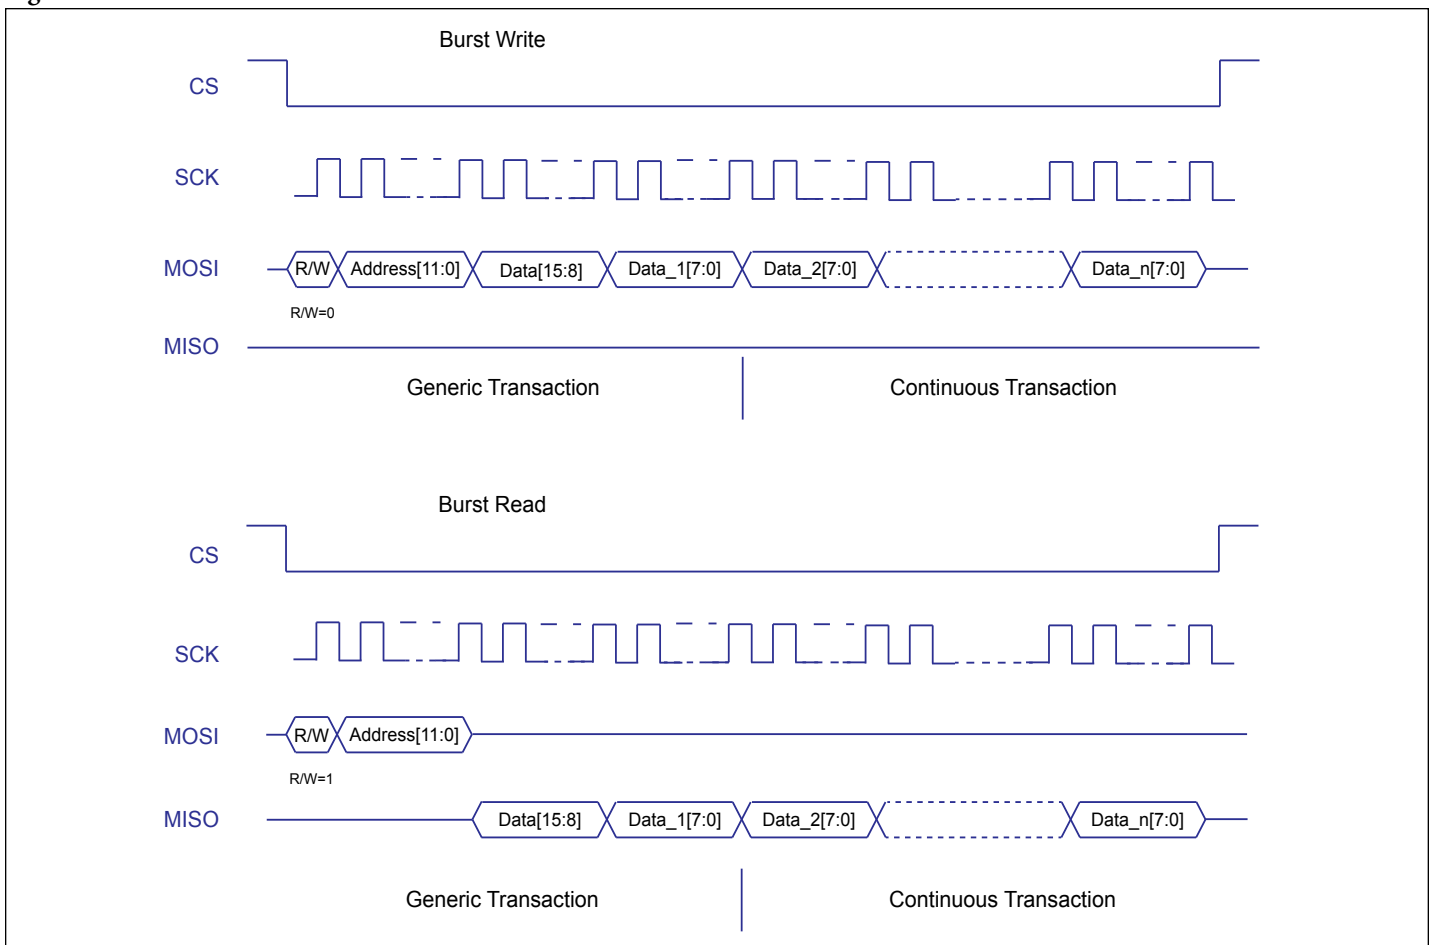 Burst Write
CS
SCK
MOSI R/W Address[11:0] Data[15:8] Data_1[7:0] Data_2[7:0] Data_n[7:0]
R/W=0
MISO
Generic Transaction Continuous Transaction
Burst Read
CS
SCK
MOSI R/W Address[11:0]
R/W=1
MISO Data[15:8] Data_1[7:0] Data_2[7:0] Data_n[7:0]
Generic Transaction Continuous Transaction